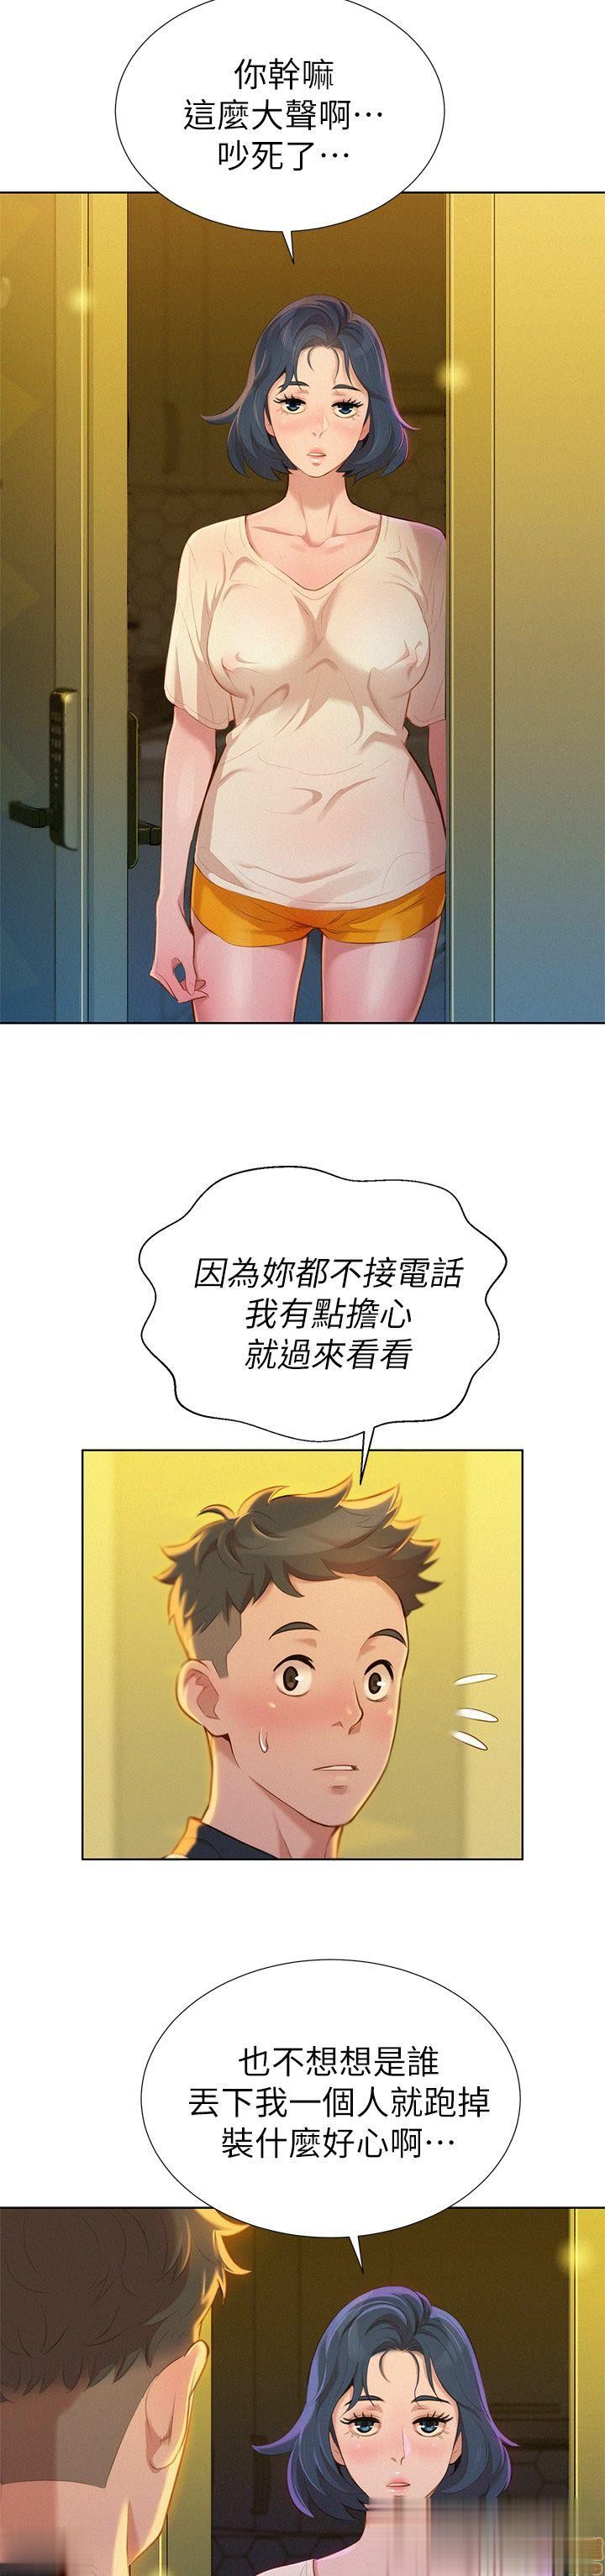 你幹嘛
這麼大聲啊⋯
吵死了⋯
因為妳都不接電話
我有點擔心
就過來看看
也不想想是誰
丟下我一個人就跑掉
裝什麼好心啊⋯